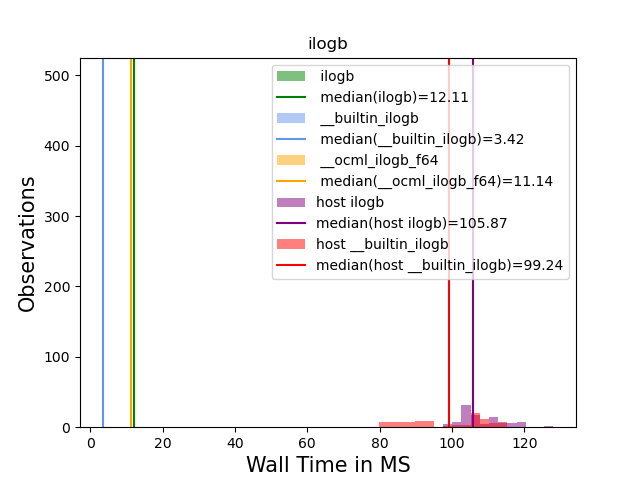 ilogb
500
400
300
200
100
0
Observations
ilogb
median(ilogb)=12.11
__builtin_ilogb
median(__builtin_ilogb)=3.42
__ocml_ilogb_f64
median(__ocml_ilogb_f64)=11.14
host ilogb
median(host ilogb)=105.87
host __builtin_ilogb
median(host __builtin_ilogb)=99.24
0 20 40 60 80 100 120
Wall Time in MS